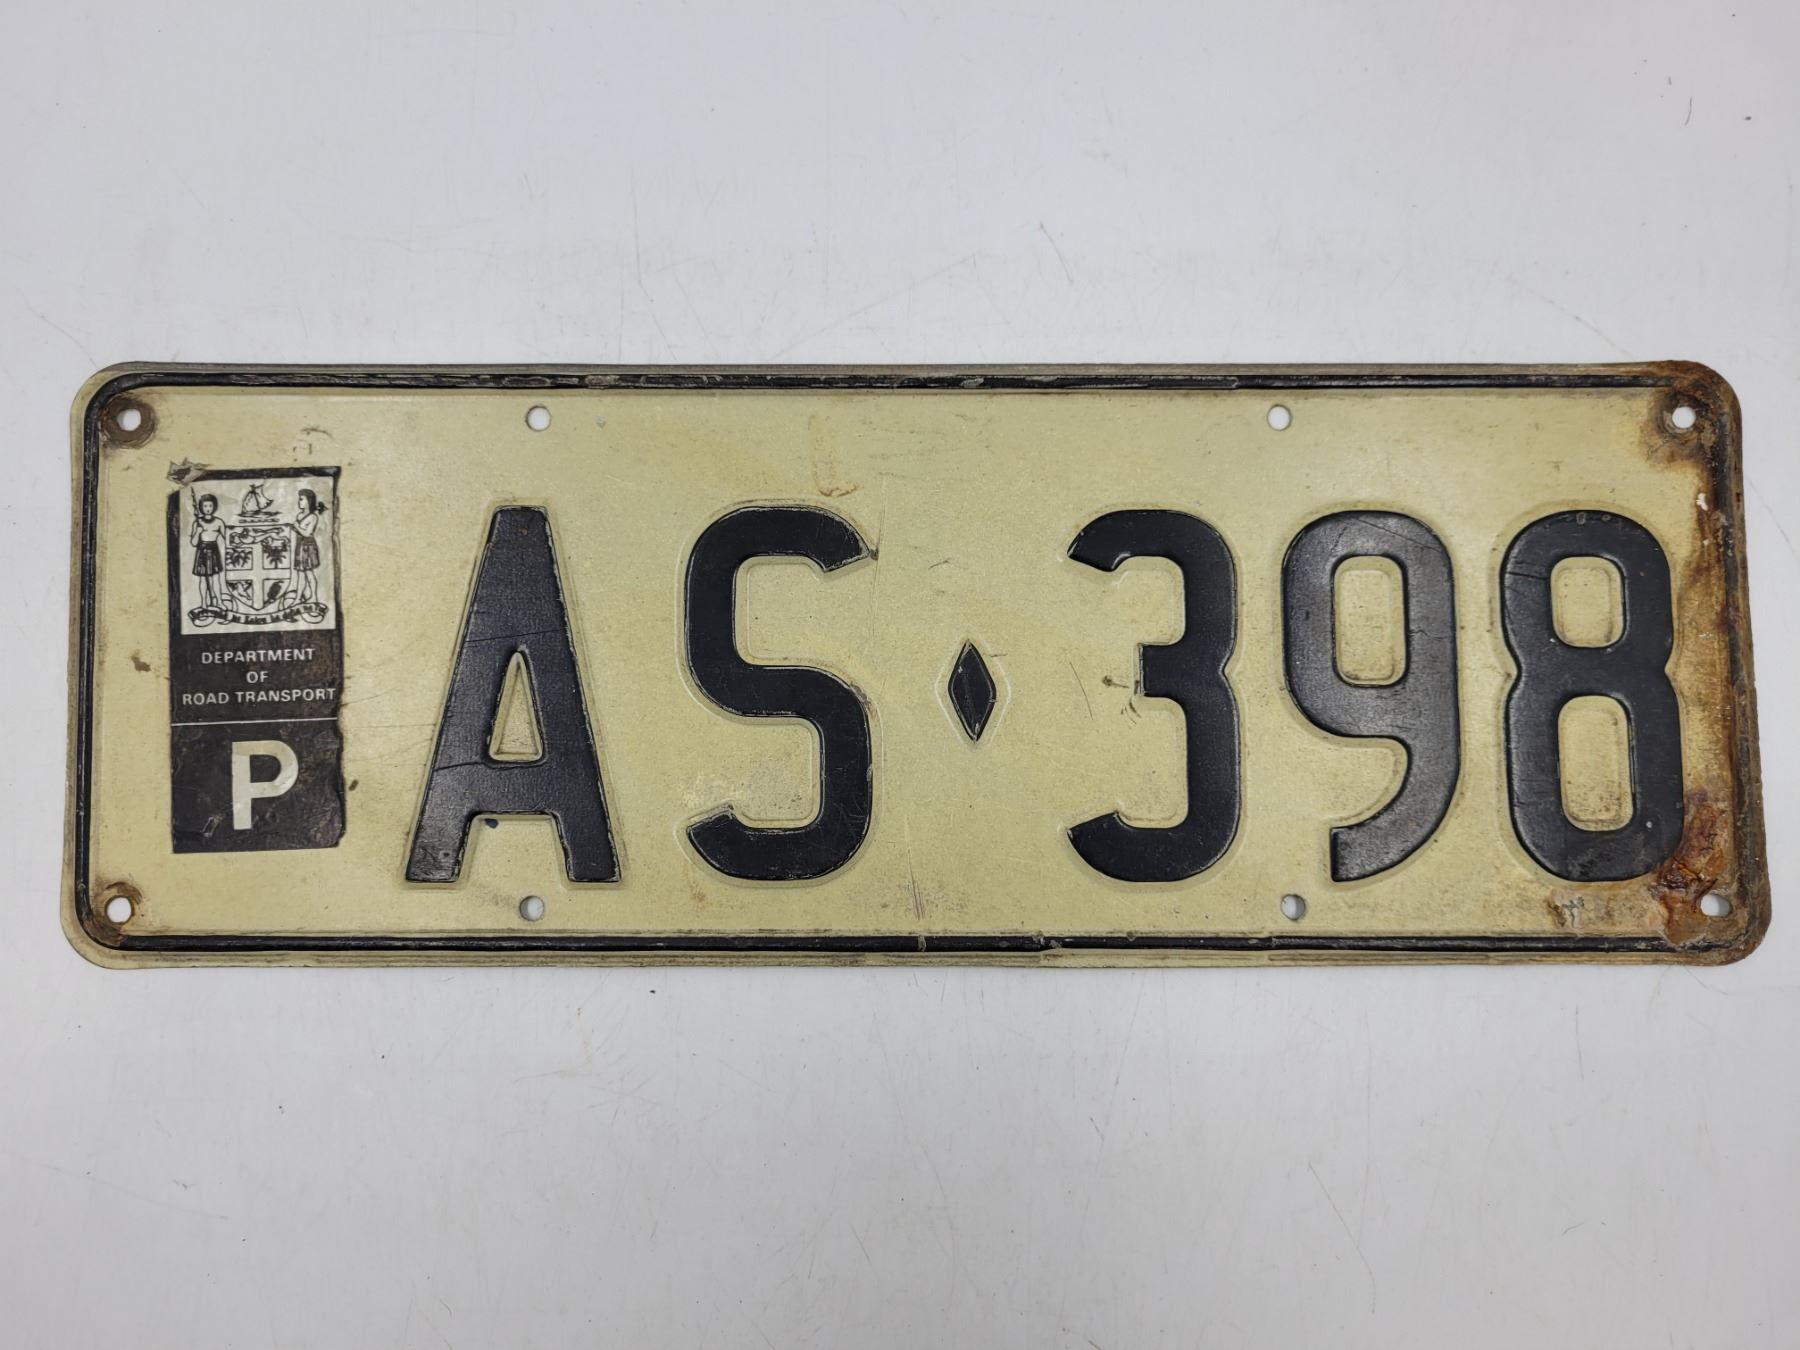 DEPARTMENT
OF
ROAD TRANSPORT
P
AS♦398